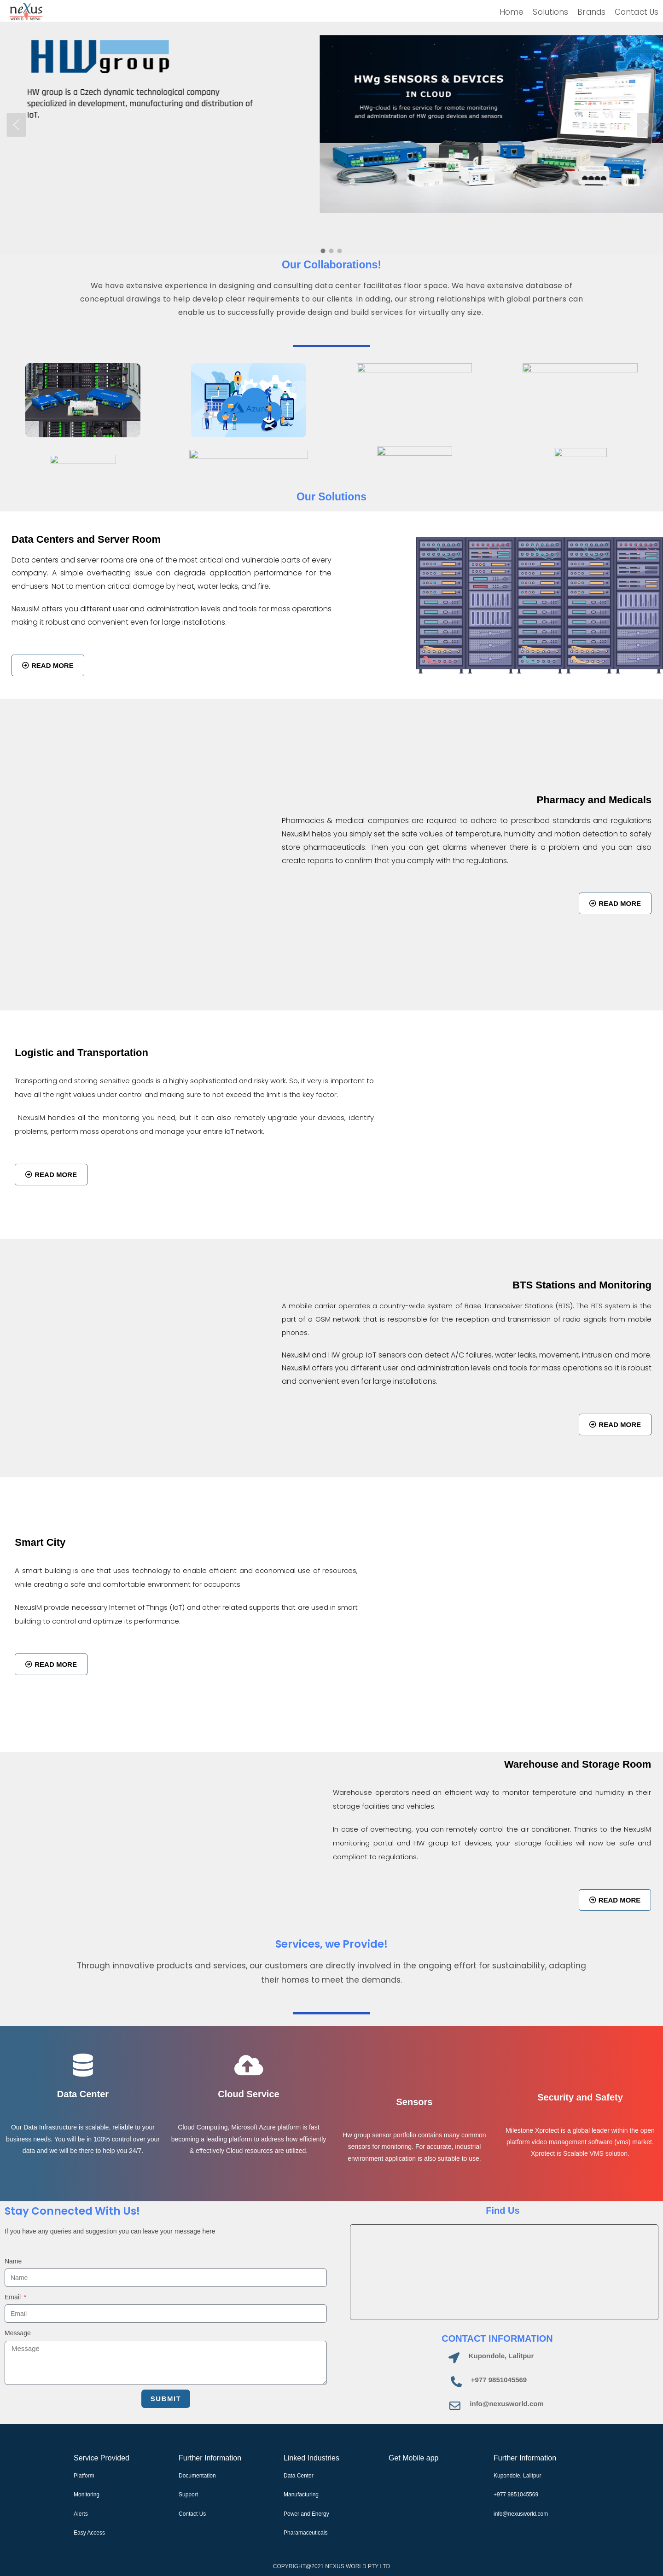 nexus
WORLD NEPAL
Home Solutions Brands Contact Us
HW group
HW group is a Czech dynamic technological company
specialized in development, manufacturing and distribution of
IoT.
HWg SENSORS & DEVICES
IN CLOUD
HWg-cloud is free service for remote monitoring
and administration of HW group devices and sensors
Our Collaborations!
We have extensive experience in designing and consulting data center facilitates floor space. We have extensive database of
conceptual drawings to help develop clear requirements to our clients. In adding, our strong relationships with global partners can
enable us to successfully provide design and build services for virtually any size.
Azure
Our Solutions
Data Centers and Server Room
Data centers and server rooms are one of the most critical and vulnerable parts of every
company. A simple overheating issue can degrade application performance for the
end-users. Not to mention critical damage by heat, water leaks, and fire.
NexusIM offers you different user and administration levels and tools for mass operations
making it robust and convenient even for large installations.
READ MORE
Pharmacy and Medicals
Pharmacies & medical companies are required to adhere to prescribed standards and regulations
NexusIM helps you simply set the safe values of temperature, humidity and motion detection to safely
store pharmaceuticals. Then you can get alarms whenever there is a problem and you can also
create reports to confirm that you comply with the regulations.
READ MORE
Logistic and Transportation
Transporting and storing sensitive goods is a highly sophisticated and risky work. So, it very is important to
have all the right values under control and making sure to not exceed the limit is the key factor.
NexusIM handles all the monitoring you need, but it can also remotely upgrade your devices, identify
problems, perform mass operations and manage your entire IoT network.
READ MORE
BTS Stations and Monitoring
A mobile carrier operates a country-wide system of Base Transceiver Stations (BTS). The BTS system is the
part of a GSM network that is responsible for the reception and transmission of radio signals from mobile
phones.
NexusIM and HW group IoT sensors can detect A/C failures, water leaks, movement, intrusion and more.
NexusIM offers you different user and administration levels and tools for mass operations so it is robust
and convenient even for large installations.
READ MORE
Smart City
A smart building is one that uses technology to enable efficient and economical use of resources,
while creating a safe and comfortable environment for occupants.
NexusIM provide necessary Internet of Things (IoT) and other related supports that are used in smart
building to control and optimize its performance.
READ MORE
Warehouse and Storage Room
Warehouse operators need an efficient way to monitor temperature and humidity in their
storage facilities and vehicles.
In case of overheating, you can remotely control the air conditioner. Thanks to the NexusIM
monitoring portal and HW group IoT devices, your storage facilities will now be safe and
compliant to regulations.
READ MORE
Services, we Provide!
Through innovative products and services, our customers are directly involved in the ongoing effort for sustainability, adapting
their homes to meet the demands.
Data Center
Our Data Infrastructure is scalable, reliable to your
business needs. You will be in 100% control over your
data and we will be there to help you 24/7.
Cloud Service
Cloud Computing, Microsoft Azure platform is fast
becoming a leading platform to address how efficiently
& effectively Cloud resources are utilized.
Sensors
Hw group sensor portfolio contains many common
sensors for monitoring. For accurate, industrial
environment application is also suitable to use.
Security and Safety
Milestone Xprotect is a global leader within the open
platform video management software (vms) market.
Xprotect is Scalable VMS solution.
Stay Connected With Us!
If you have any queries and suggestion you can leave your message here
Name
Name
Email *
Email
Message
Message
SUBMIT
Find Us
CONTACT INFORMATION
Kupondole, Lalitpur
+977 9851045569
info@nexusworld.com
Service Provided
Platform
Monitoring
Alerts
Easy Access
Further Information
Documentation
Support
Contact Us
Linked Industries
Data Center
Manufacturing
Power and Energy
Pharamaceuticals
Get Mobile app
Further Information
Kupondole, Lalitpur
+977 9851045569
info@nexusworld.com
COPYRIGHT@2021 NEXUS WORLD PTY LTD